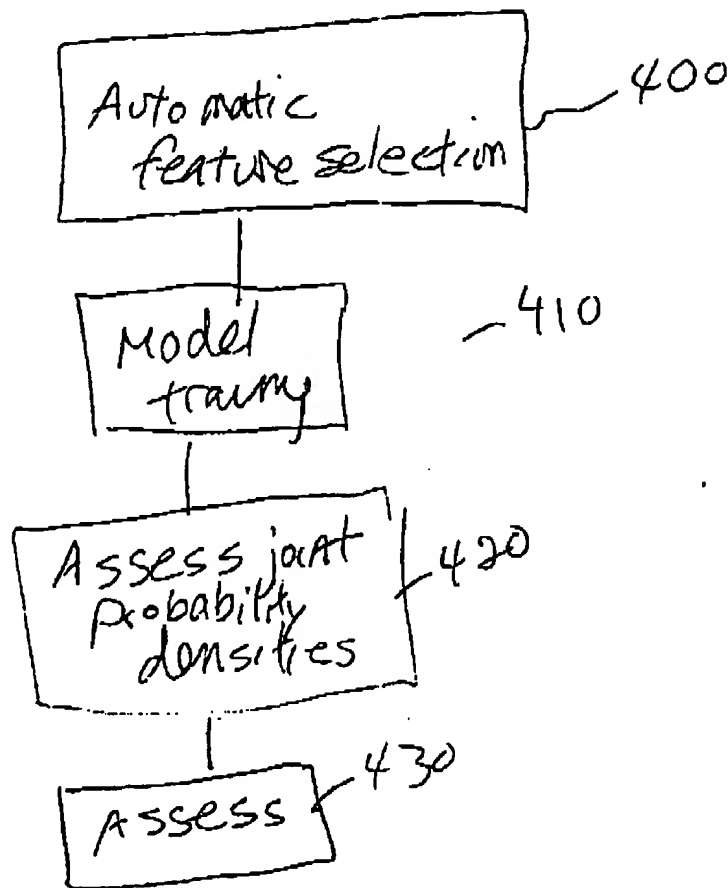 Automatic
feature selection
400
Model
training
410
Assess joint
probability
densities
420
Assess
430